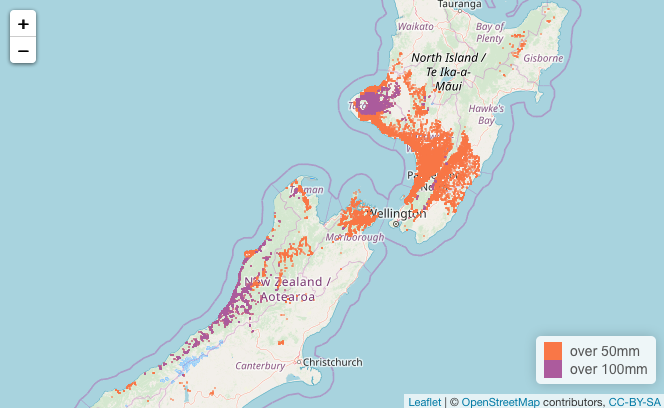 +
−
Tauranga
Waikato
Bay of
Plenty
North Island /
Te Ika-a-
Māui
Gisborne
Hawke's
Bay
Wellington
Marlborough
New Zealand /
Aotearoa
Canterbury
Christchurch
over 50mm
over 100mm
Leaflet | © OpenStreetMap contributors, CC-BY-SA